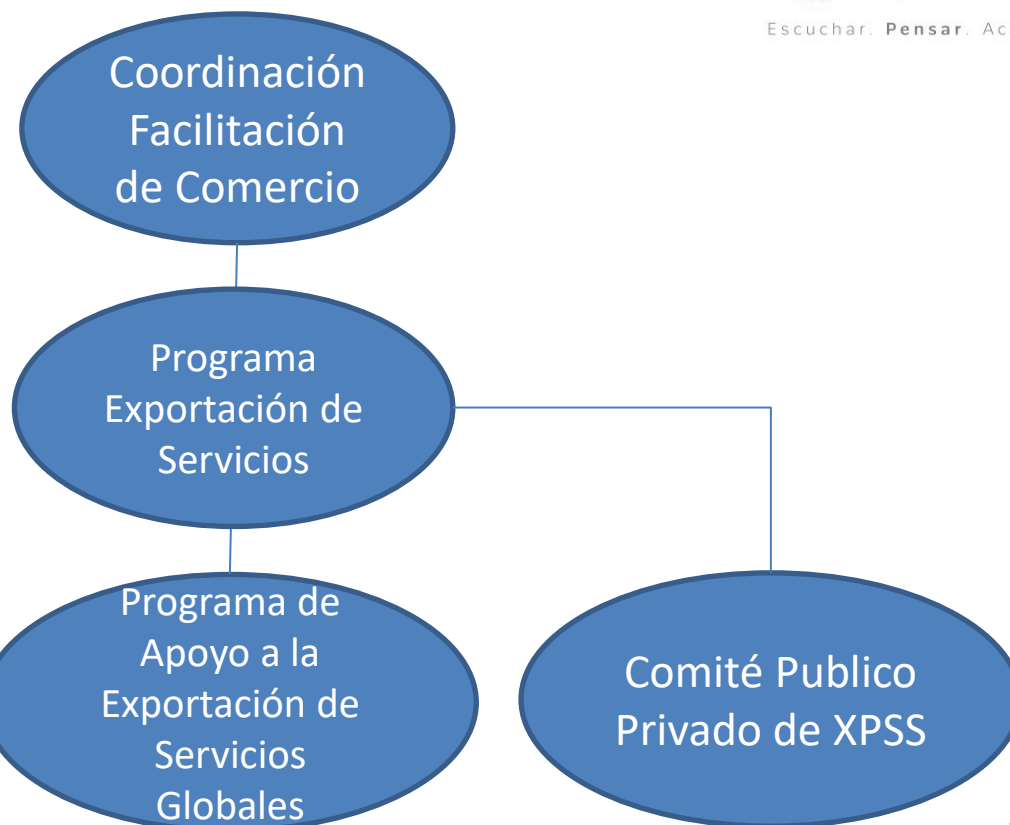 Escuchar. Pensar. Ac
Coordinación
Facilitación
de Comercio
Programa
Exportación de
Servicios
Programa de
Apoyo a la
Exportación de
Servicios
Globales
Comité Publico
Privado de XPSS